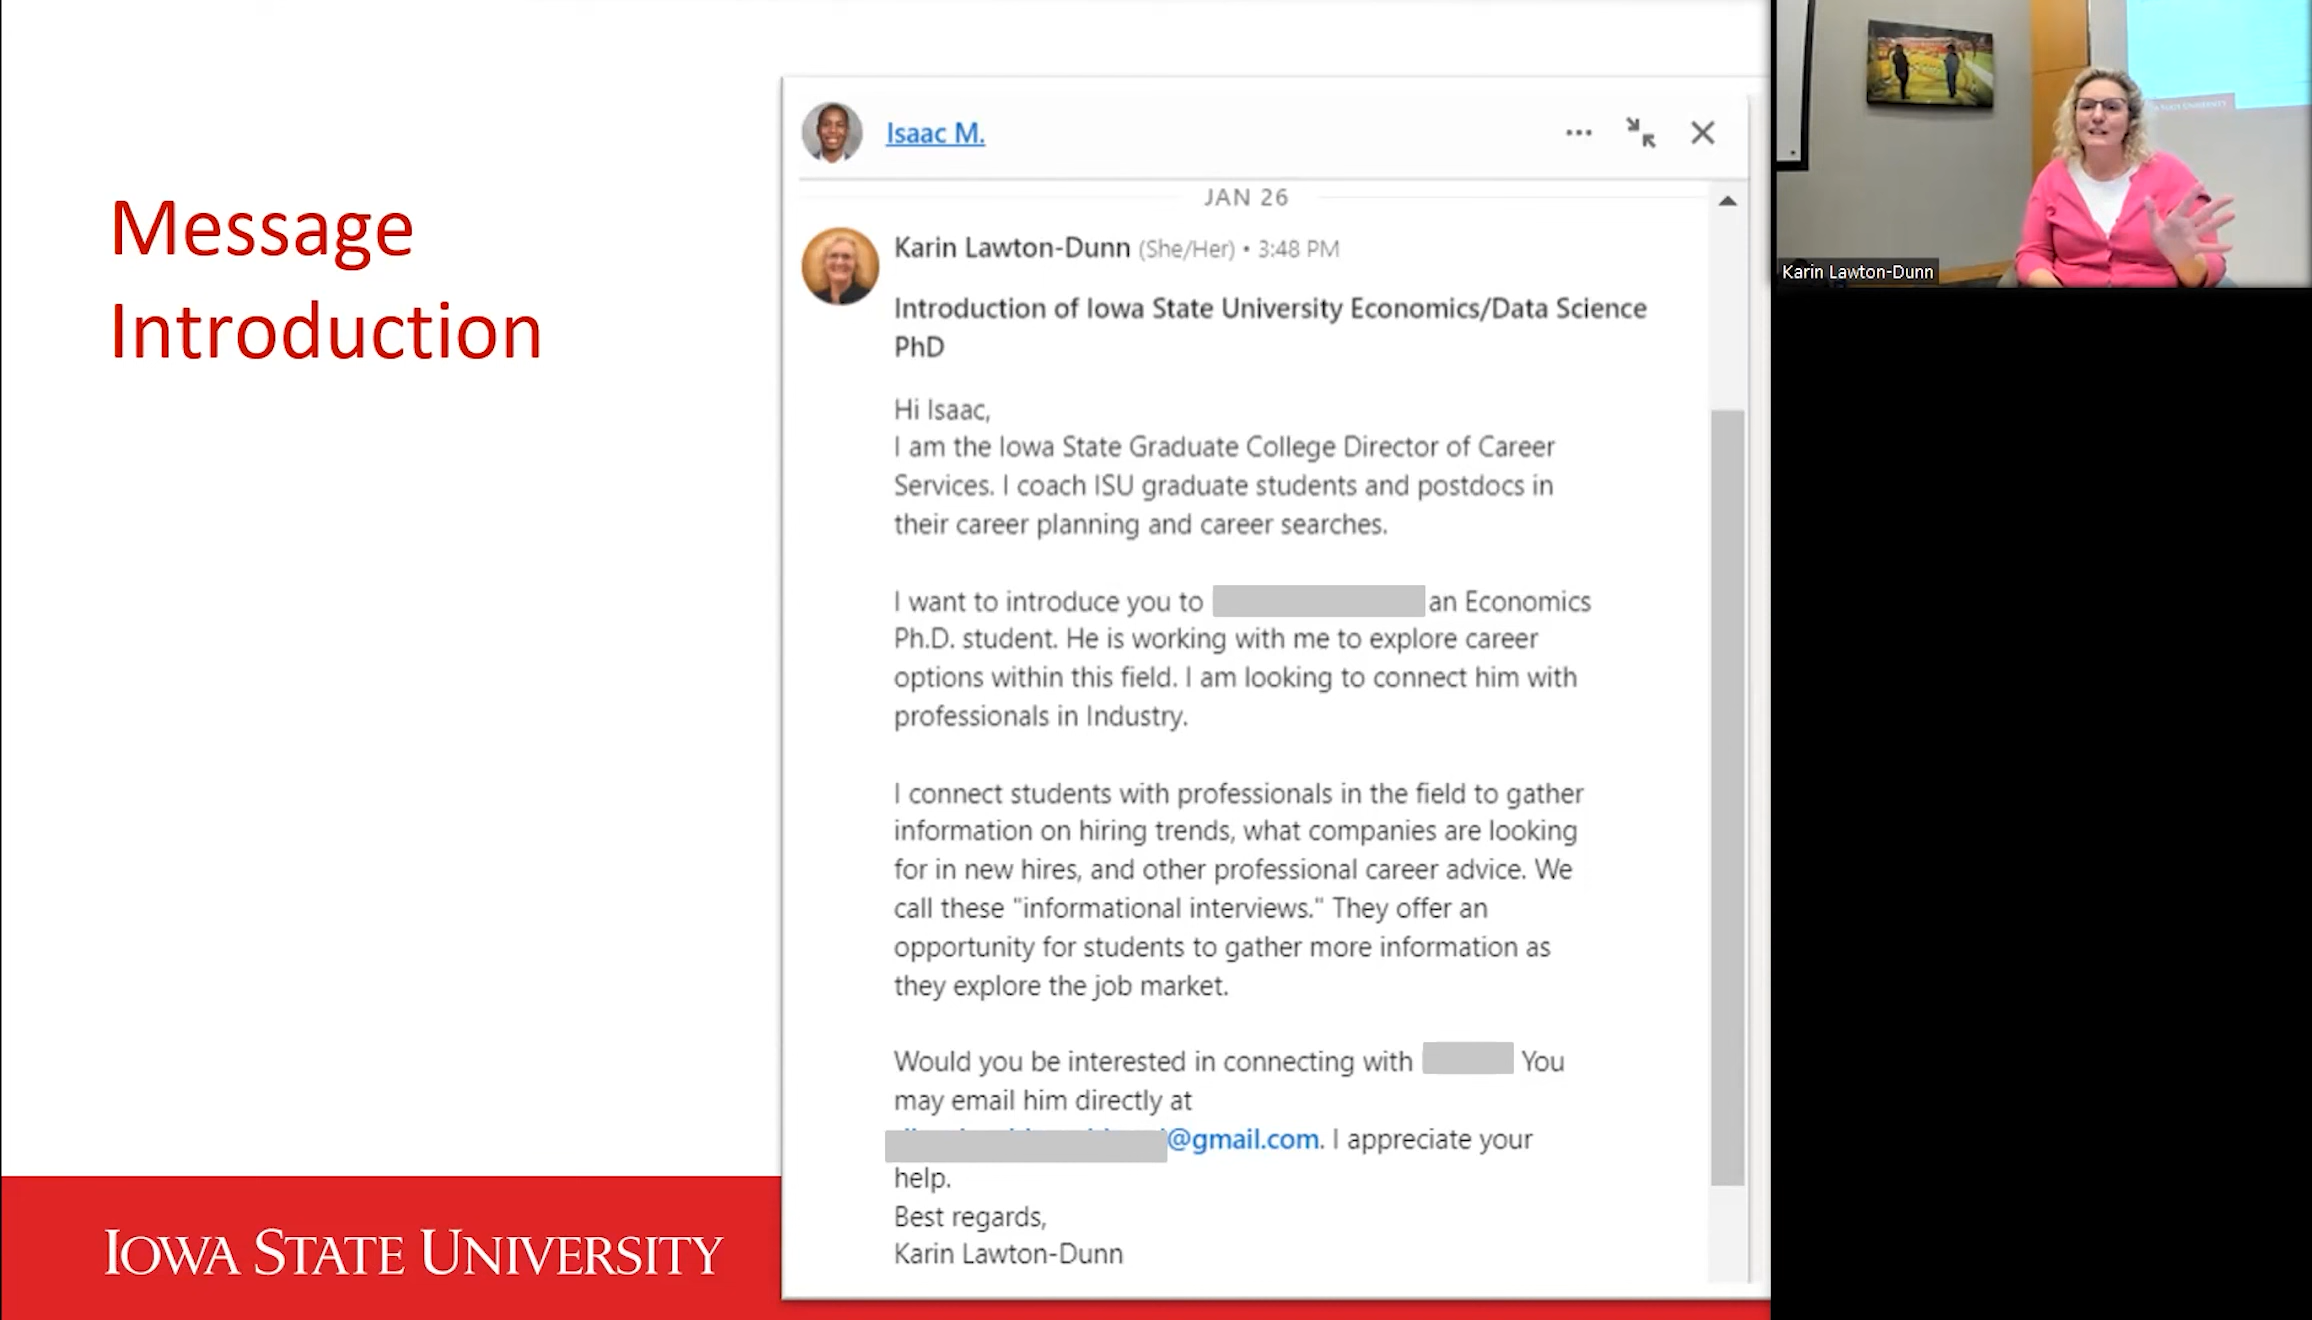 Message
Introduction
Isaac M.
JAN 26
Karin Lawton-Dunn (She/Her) • 3:48 PM
Introduction of Iowa State University Economics/Data Science
PhD
Hi Isaac,
I am the Iowa State Graduate College Director of Career
Services. I coach ISU graduate students and postdocs in
their career planning and career searches.
I want to introduce you to an Economics
Ph.D. student. He is working with me to explore career
options within this field. I am looking to connect him with
professionals in Industry.
I connect students with professionals in the field to gather
information on hiring trends, what companies are looking
for in new hires, and other professional career advice. We
call these "informational interviews." They offer an
opportunity for students to gather more information as
they explore the job market.
Would you be interested in connecting with You
may email him directly at
@gmail.com. I appreciate your
help.
Best regards,
Karin Lawton-Dunn
IOWA STATE UNIVERSITY
STATE UNIVERSITY
Karin Lawton-Dunn